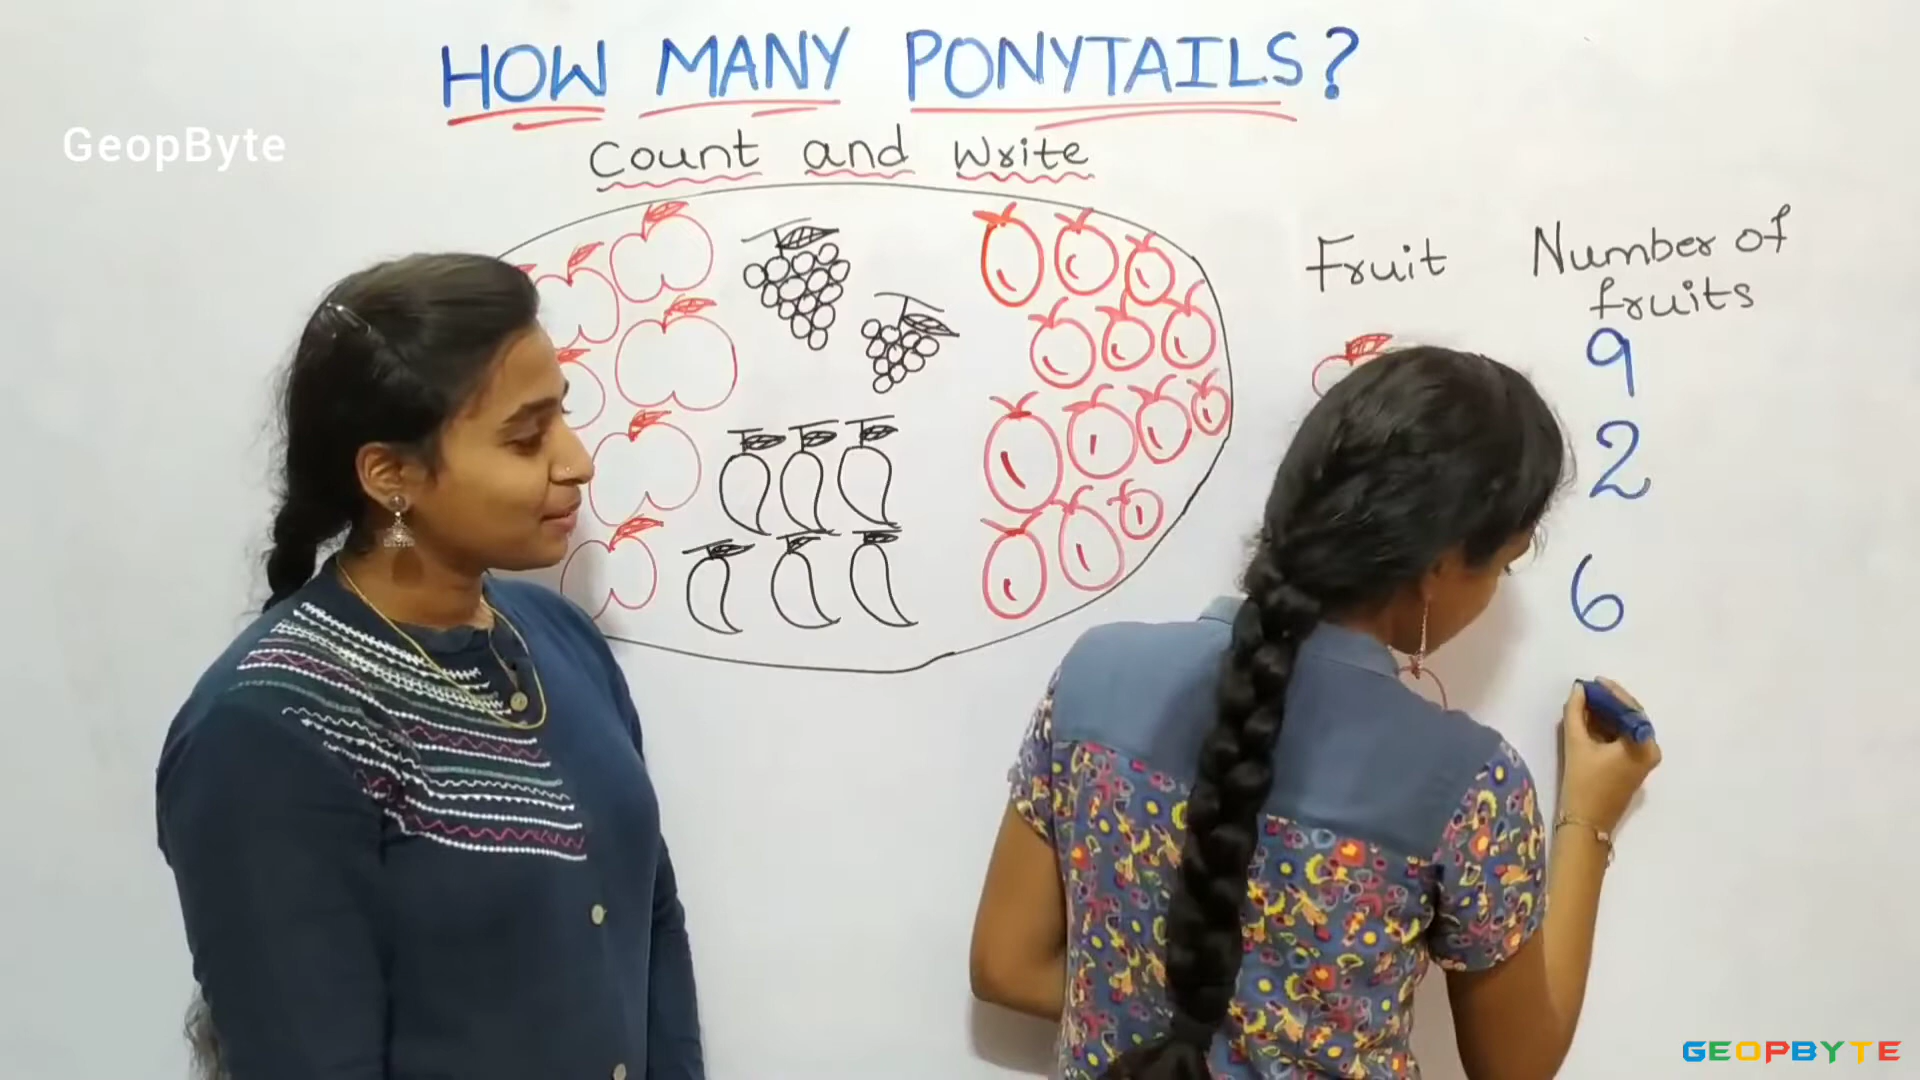 HOW MANY PONYTAILS?
GeopByte
Count and Write
Fruit
Number of
fruits
9
2
6
GEOPBYTE